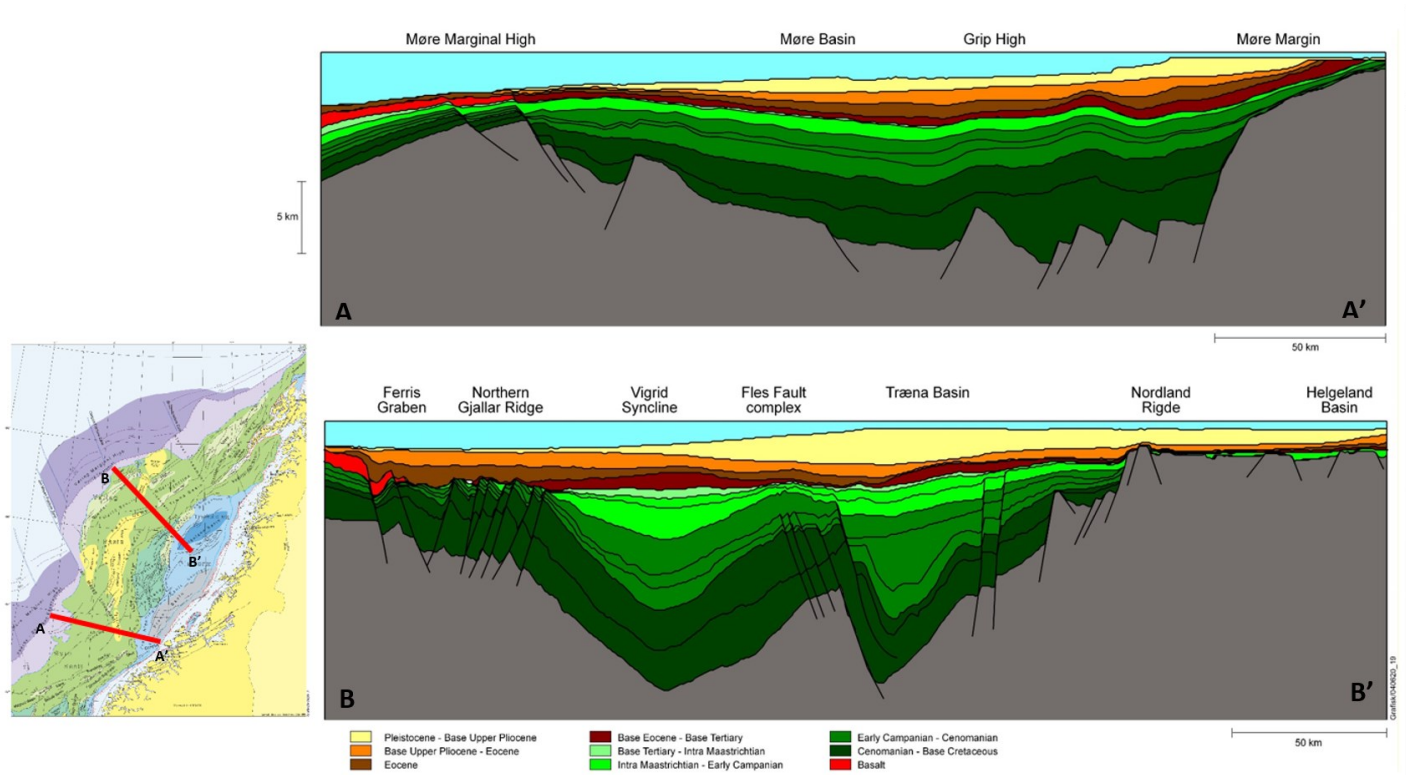 Møre Marginal High
Møre Basin
Grip High
Møre Margin
5 km
A
A’
50 km
Ferris
Graben
Northern
Gjallar Ridge
Vigrid
Syncline
Fles Fault
complex
Træna Basin
Nordland
Rigde
Helgeland
Basin
B
B’
A
A’
B
B’
Grafisk/040620_19
50 km
Pleistocene - Base Upper Pliocene
Base Upper Pliocene - Eocene
Eocene
Base Eocene - Base Tertiary
Base Tertiary - Intra Maastrichtian
Intra Maastrichtian - Early Campanian
Early Campanian - Cenomanian
Cenomanian - Base Cretaceous
Basalt